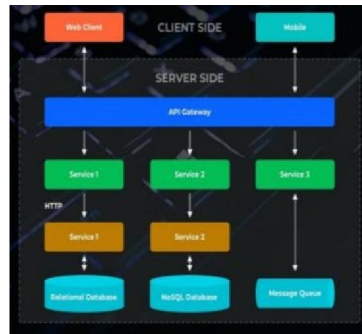 Web Client
CLIENT SIDE
Mobile
SERVER SIDE
API Gateway
Service 1
Service 2
Service 3
HTTP
Service 1
Service 2
Relational Database
NoSQL Database
Message Queue